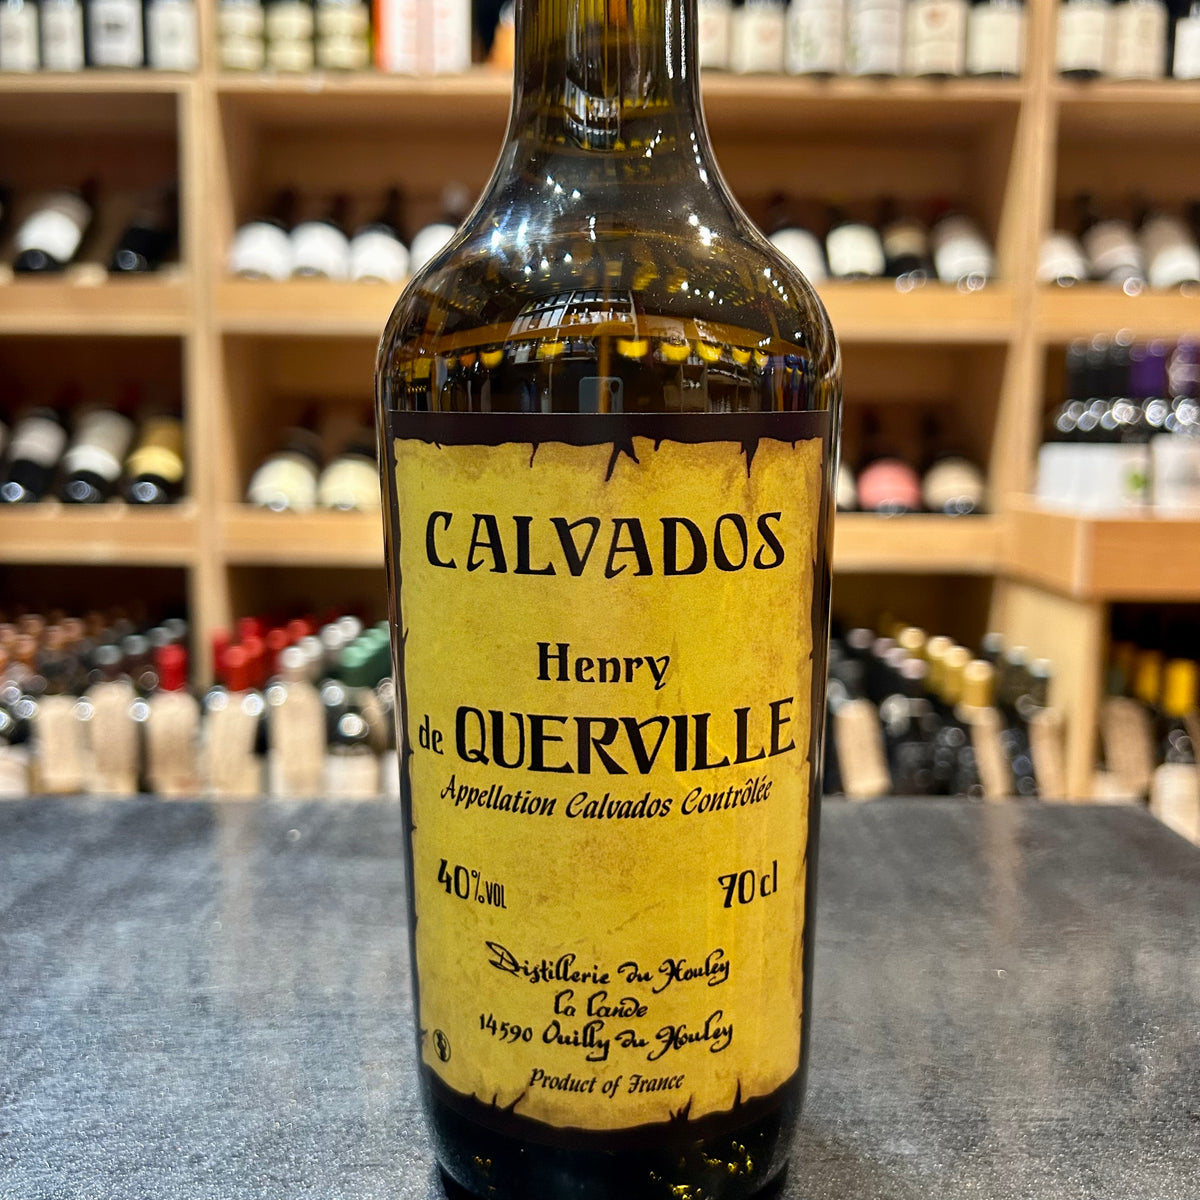 CALVADOS
Henry
de QUERVILLE
Appellation Calvados Contrôlée
40%VOL 70cl
Distillerie du Houley
la lande
14590 Ouilly du Houley
Product of France